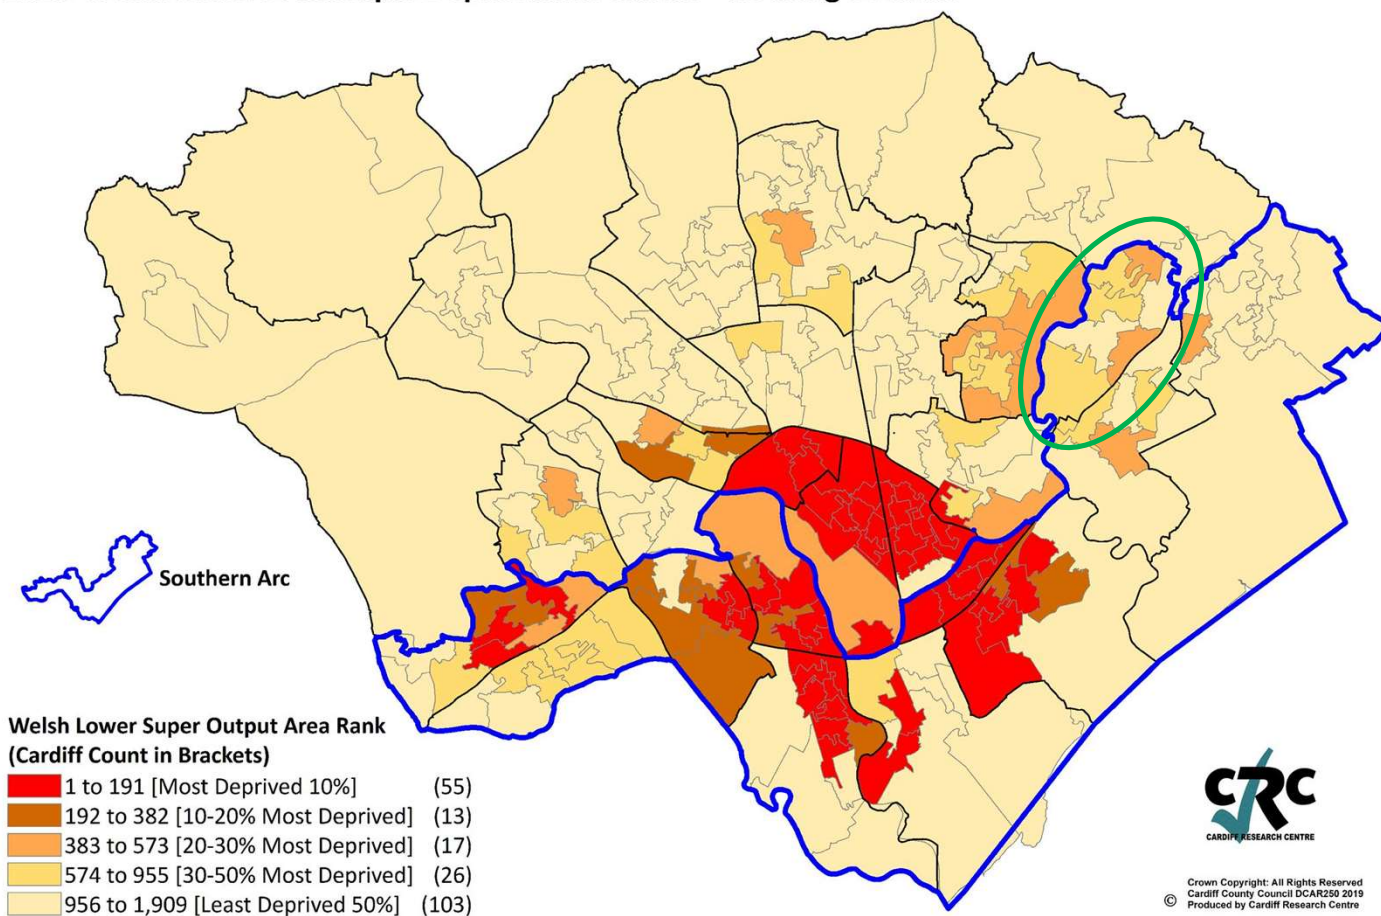 Southern Arc
Welsh Lower Super Output Area Rank
(Cardiff Count in Brackets)
1 to 191 [Most Deprived 10%] (55)
192 to 382 [10-20% Most Deprived] (13)
383 to 573 [20-30% Most Deprived] (17)
574 to 955 [30-50% Most Deprived] (26)
956 to 1,909 [Least Deprived 50%] (103)
CRC
CARDIFF RESEARCH CENTRE
Crown Copyright: All Rights Reserved
Cardiff County Council DCAR250 2019
© Produced by Cardiff Research Centre